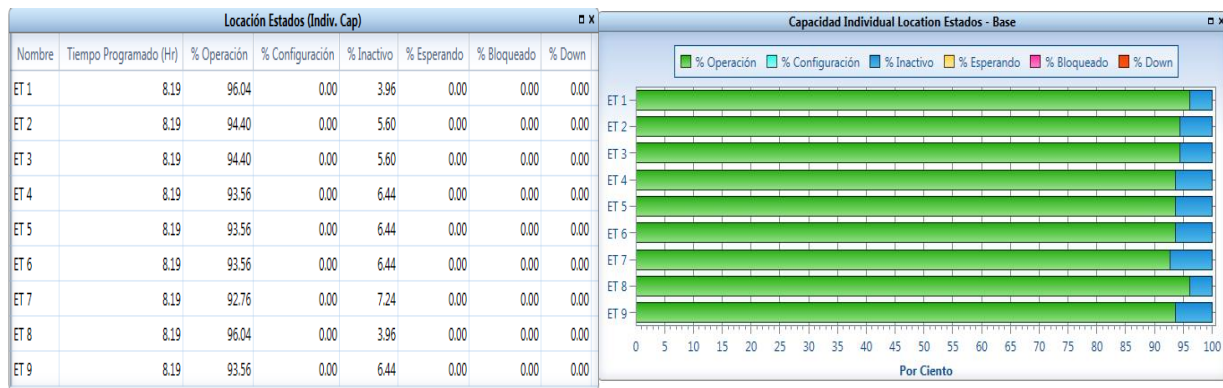 Locación Estados (Indiv. Cap)
Nombre Tiempo Programado (Hr) % Operación % Configuración % Inactivo % Esperando % Bloqueado % Down
ET 1 8.19 96.04 0.00 3.96 0.00 0.00 0.00
ET 2 8.19 94.40 0.00 5.60 0.00 0.00 0.00
ET 3 8.19 94.40 0.00 5.60 0.00 0.00 0.00
ET 4 8.19 93.56 0.00 6.44 0.00 0.00 0.00
ET 5 8.19 93.56 0.00 6.44 0.00 0.00 0.00
ET 6 8.19 93.56 0.00 6.44 0.00 0.00 0.00
ET 7 8.19 92.76 0.00 7.24 0.00 0.00 0.00
ET 8 8.19 96.04 0.00 3.96 0.00 0.00 0.00
ET 9 8.19 93.56 0.00 6.44 0.00 0.00 0.00
Capacidad Individual Location Estados - Base
% Operación % Configuración % Inactivo % Esperando % Bloqueado % Down
ET 1
ET 2
ET 3
ET 4
ET 5
ET 6
ET 7
ET 8
ET 9
0 5 10 15 20 25 30 35 40 45 50 55 60 65 70 75 80 85 90 95 100
Por Ciento